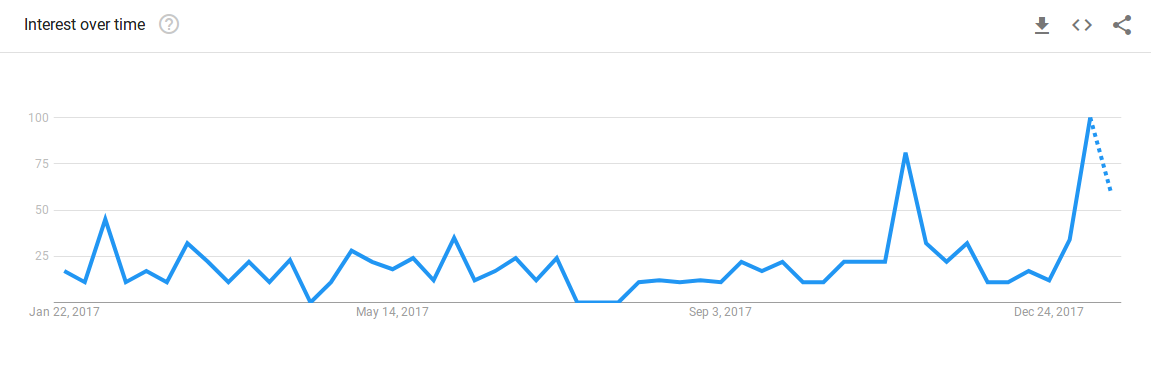 Interest over time
100
75
50
25
Jan 22, 2017
May 14, 2017
Sep 3, 2017
Dec 24, 2017